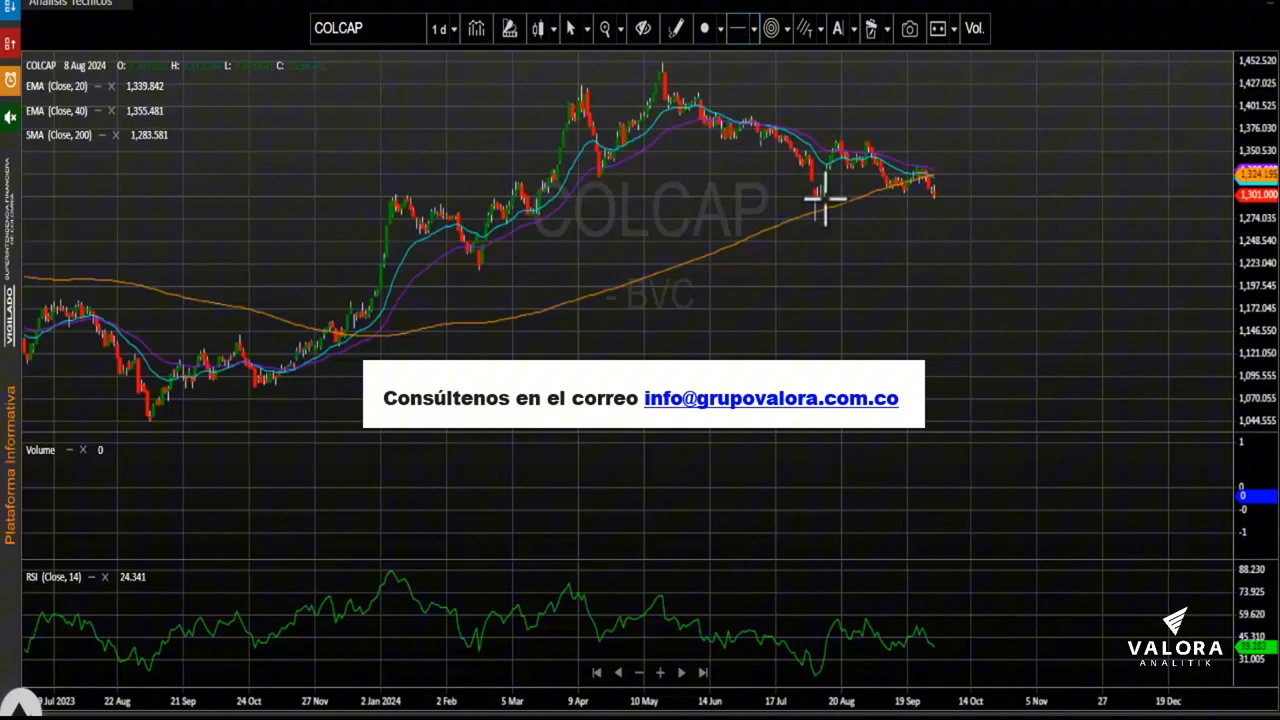 Análisis Técnicos
COLCAP
1 d
A
Vol.
COLCAP 8 Aug 2024 O: H: L: C:
EMA (Close, 20) – X 1,339.842
EMA (Close, 40) – X 1,355.481
SMA (Close, 200) – X 1,283.581
COLCAP
- BVC
1,452.520
1,427.025
1,401.525
1,376.030
1,350.530
1,324.195
1,301.000
1,274.035
1,248.540
1,223.040
1,197.545
1,172.045
1,146.550
1,121.050
1,095.555
1,070.055
1,044.555
SUPERINTENDENCIA FINANCIERA
DE COLOMBIA
VIGILADO
Plataforma Informativa
Consúltenos en el correo info@grupovalora.com.co
Volume – X 0
1
0
0
-0
-1
RSI (Close, 14) – X 24.341
88.230
73.925
59.620
45.310
39.283
31.005
VALORA
ANALITIK
Jul 2023 22 Aug 21 Sep 24 Oct 27 Nov 2 Jan 2024 2 Feb 5 Mar 9 Apr 10 May 14 Jun 17 Jul 20 Aug 19 Sep 14 Oct 5 Nov 27 19 Dec